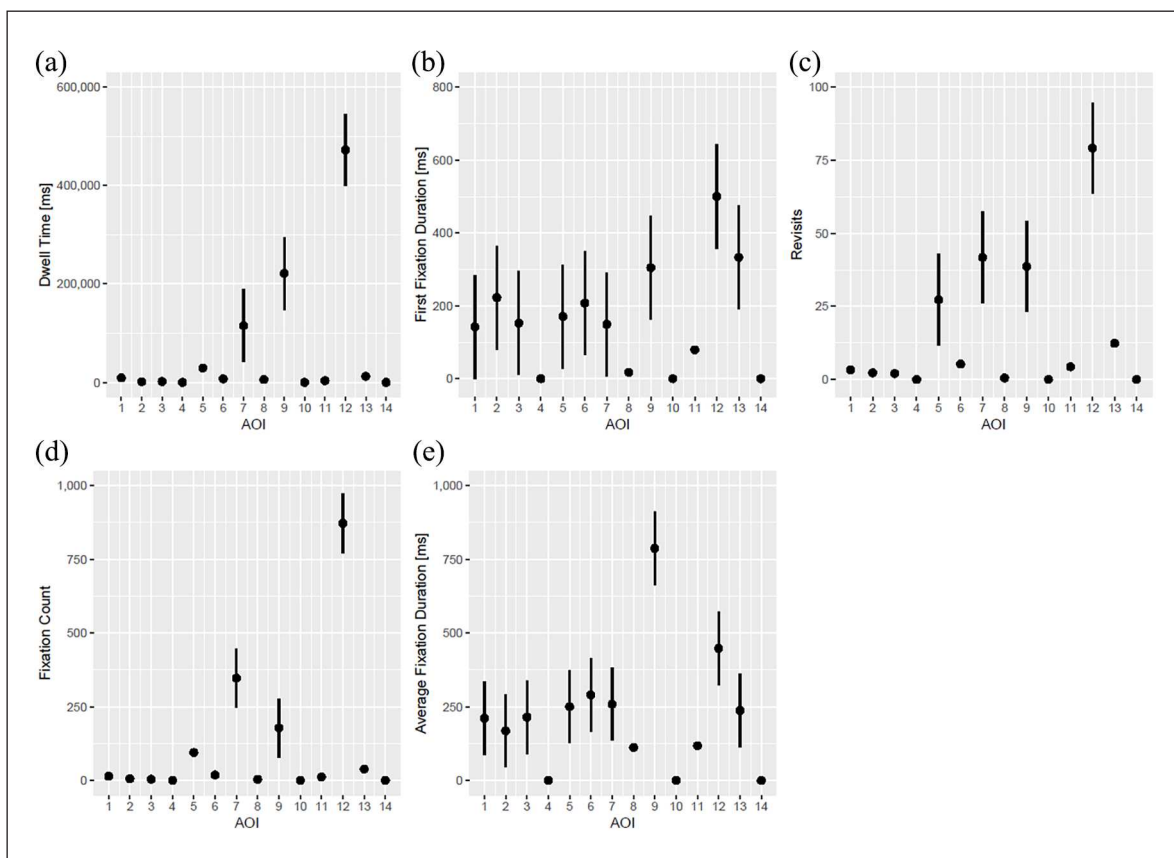 (a)
600,000
400,000
200,000
0
Dwell Time [ms]
1 2 3 4 5 6 7 8 9 10 11 12 13 14
AOI
(b)
800
600
400
200
0
First Fixation Duration [ms]
1 2 3 4 5 6 7 8 9 10 11 12 13 14
AOI
(c)
100
75
50
25
0
Revisits
1 2 3 4 5 6 7 8 9 10 11 12 13 14
AOI
(d)
1,000
750
500
250
0
Fixation Count
1 2 3 4 5 6 7 8 9 10 11 12 13 14
AOI
(e)
1,000
750
500
250
0
Average Fixation Duration [ms]
1 2 3 4 5 6 7 8 9 10 11 12 13 14
AOI